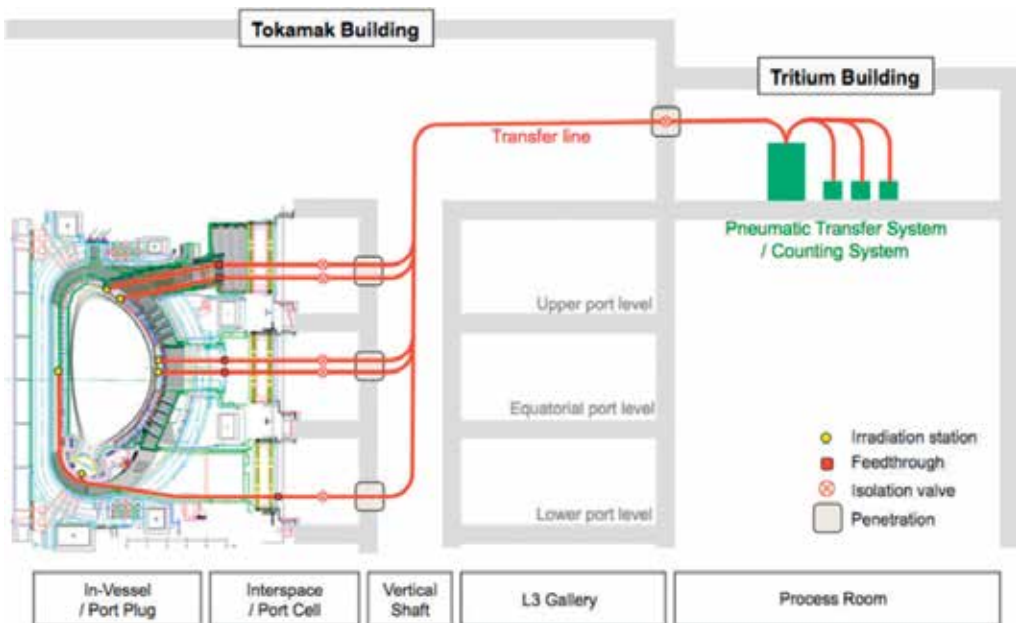 Tokamak Building
Tritium Building
Transfer line
Pneumatic Transfer System
/ Counting System
Upper port level
Equatorial port level
Lower port level
Irradiation station
Feedthrough
Isolation valve
Penetration
In-Vessel
/ Port Plug
Interspace
/ Port Cell
Vertical
Shaft
L3 Gallery
Process Room